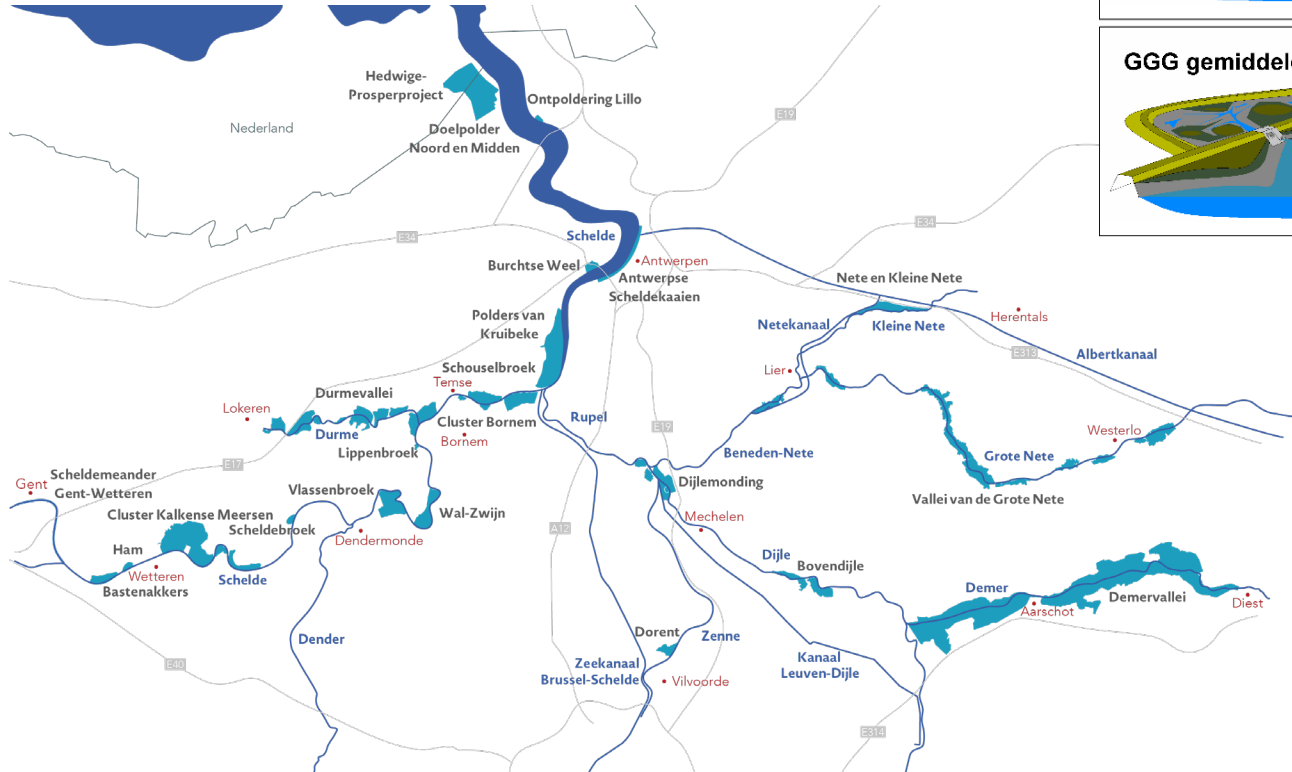 GGG gemiddel
Hedwige-
Prosperproject
Ontpoldering Lillo
E19
Nederland
Doelpolder
Noord en Midden
E34
E34
Schelde
Burchtse Weel
Antwerpen
Antwerpse
Scheldekaaien
Nete en Kleine Nete
Polders van
Kruibeke
Netekanaal
Kleine Nete
Herentals
E313
Albertkanaal
Schouselbroek
Temse
Lier
Durmevallei
Lokeren
Durme
Cluster Bornem
Bornem
Rupel
E19
Lippenbroek
Beneden-Nete
Westerlo
Grote Nete
Vallei van de Grote Nete
E17
Scheldemeander
Gent-Wetteren
Gent
Vlassenbroek
Dijlemonding
Cluster Kalkense Meersen
Scheldebroek
Wal-Zwijn
Mechelen
A12
Dendermonde
Ham
Wetteren
Bastenakkers
Schelde
Dijle
Bovendijle
Demer
Aarschot
Demervallei
Diest
Dender
Dorent
Zenne
E40
Zeekanaal
Brussel-Schelde
Vilvoorde
Kanaal
Leuven-Dijle
E314